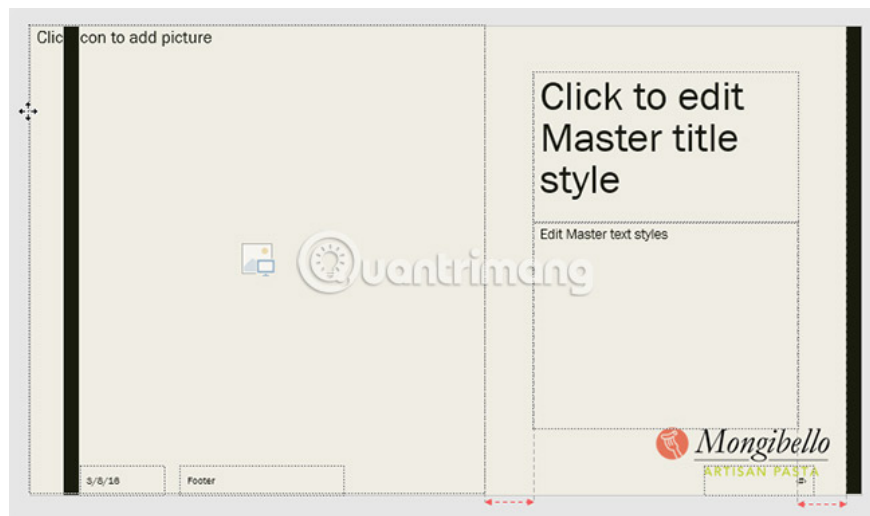 Click icon to add picture
Click to edit
Master title
style
Edit Master text styles
Quantrimang
Mongibello
ARTISAN PASTA
3/8/16
Footer